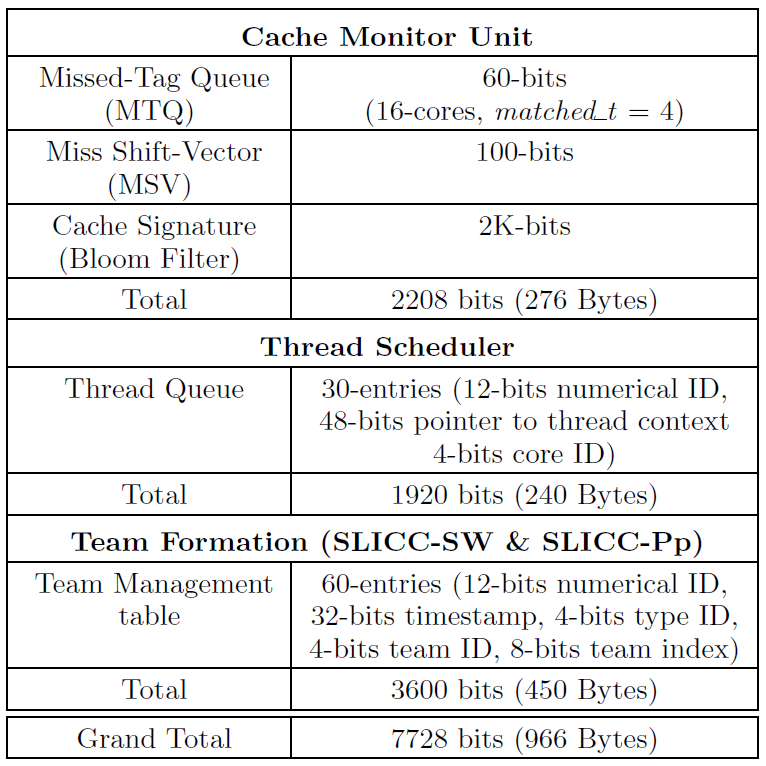 Cache Monitor Unit
Missed-Tag Queue
(MTQ)
60-bits
(16-cores, matched_t = 4)
Miss Shift-Vector
(MSV)
100-bits
Cache Signature
(Bloom Filter)
2K-bits
Total
2208 bits (276 Bytes)
Thread Scheduler
Thread Queue
30-entries (12-bits numerical ID,
48-bits pointer to thread context
4-bits core ID)
Total
1920 bits (240 Bytes)
Team Formation (SLICC-SW & SLICC-Pp)
Team Management
table
60-entries (12-bits numerical ID,
32-bits timestamp, 4-bits type ID,
4-bits team ID, 8-bits team index)
Total
3600 bits (450 Bytes)
Grand Total
7728 bits (966 Bytes)